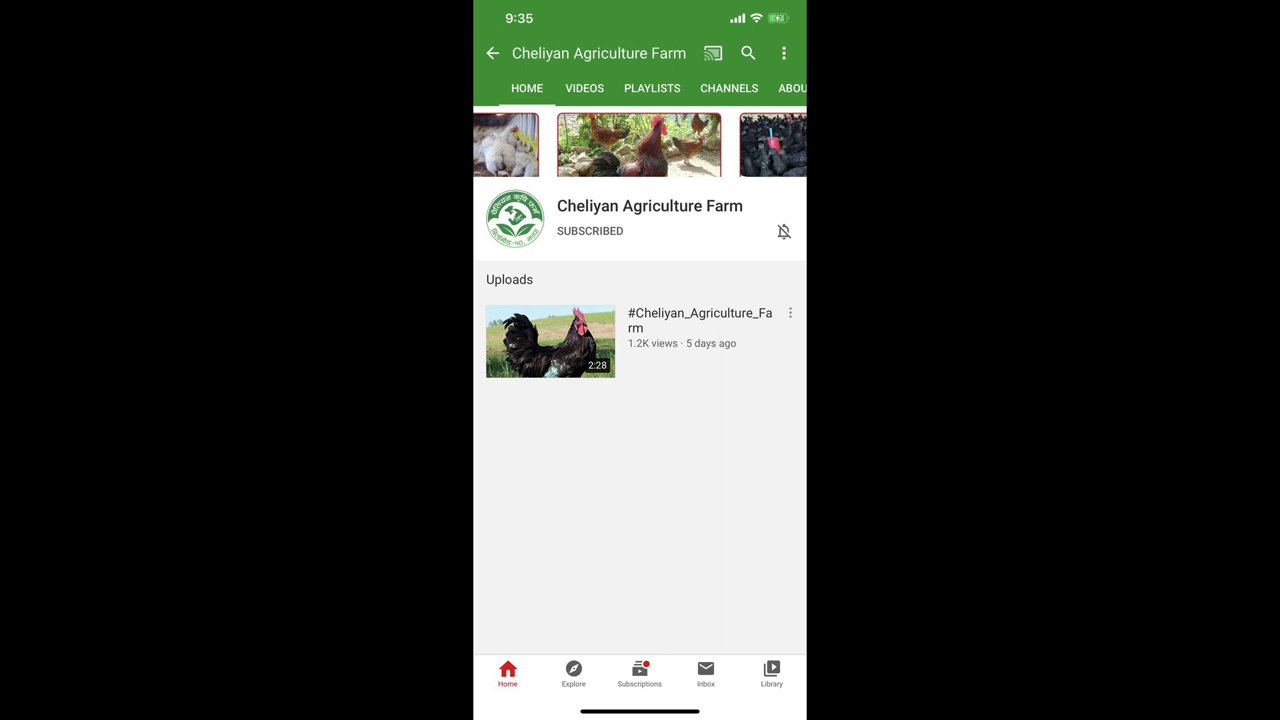 9:35
Cheliyan Agriculture Farm
HOME VIDEOS PLAYLISTS CHANNELS ABOU
Cheliyan Agriculture Farm
SUBSCRIBED
Uploads
#Cheliyan_Agriculture_Fa
rm
1.2K views · 5 days ago
2:28
Home Explore Subscriptions Inbox Library